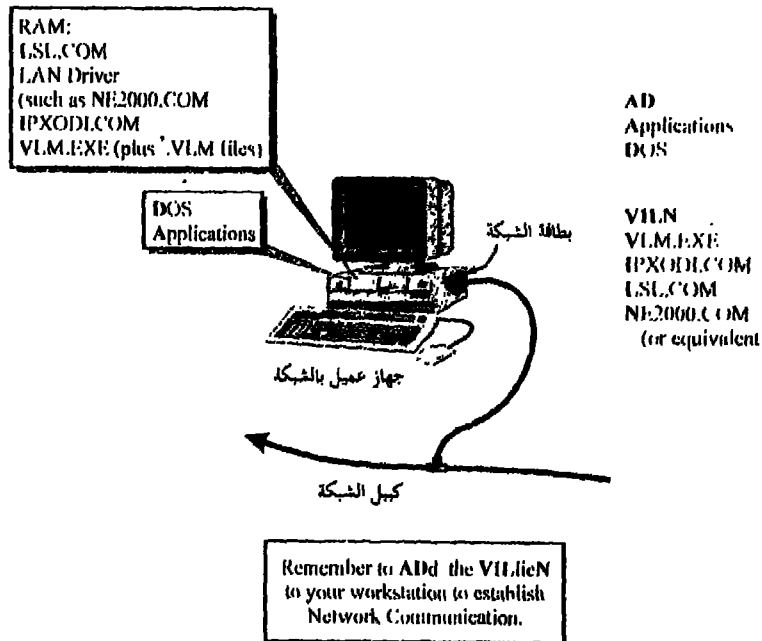 RAM:
LSL.COM
LAN Driver
(such as NE2000.COM
IPXODI.COM
VLM.EXE (plus *.VLM files)
DOS
Applications
بطاقة الشبكة
جهاز عميل بالشبكة
كيبل الشبكة
AD
Applications
DOS
VILN
VLM.EXE
IPXODI.COM
LSL.COM
NE2000.COM
(or equivalent
Remember to ADd the VILlieN
to your workstation to establish
Network Communication.